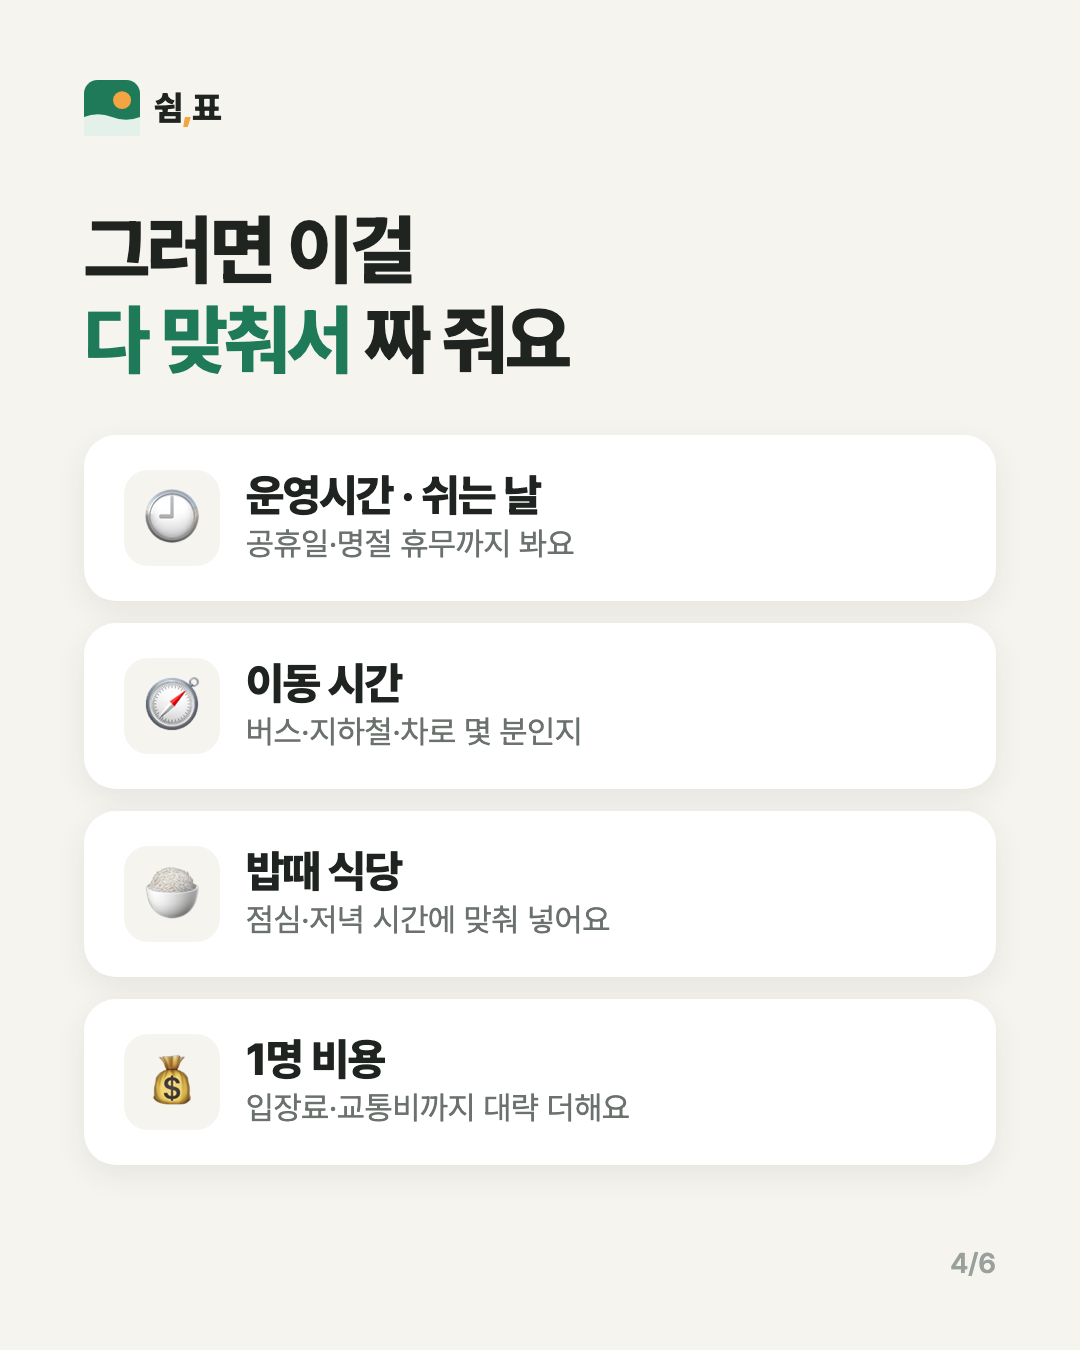 쉼,표
그러면 이걸
다 맞춰서 짜 줘요
운영시간 · 쉬는 날
공휴일·명절 휴무까지 봐요
이동 시간
버스·지하철·차로 몇 분인지
밥때 식당
점심·저녁 시간에 맞춰 넣어요
$
1명 비용
입장료·교통비까지 대략 더해요
4/6